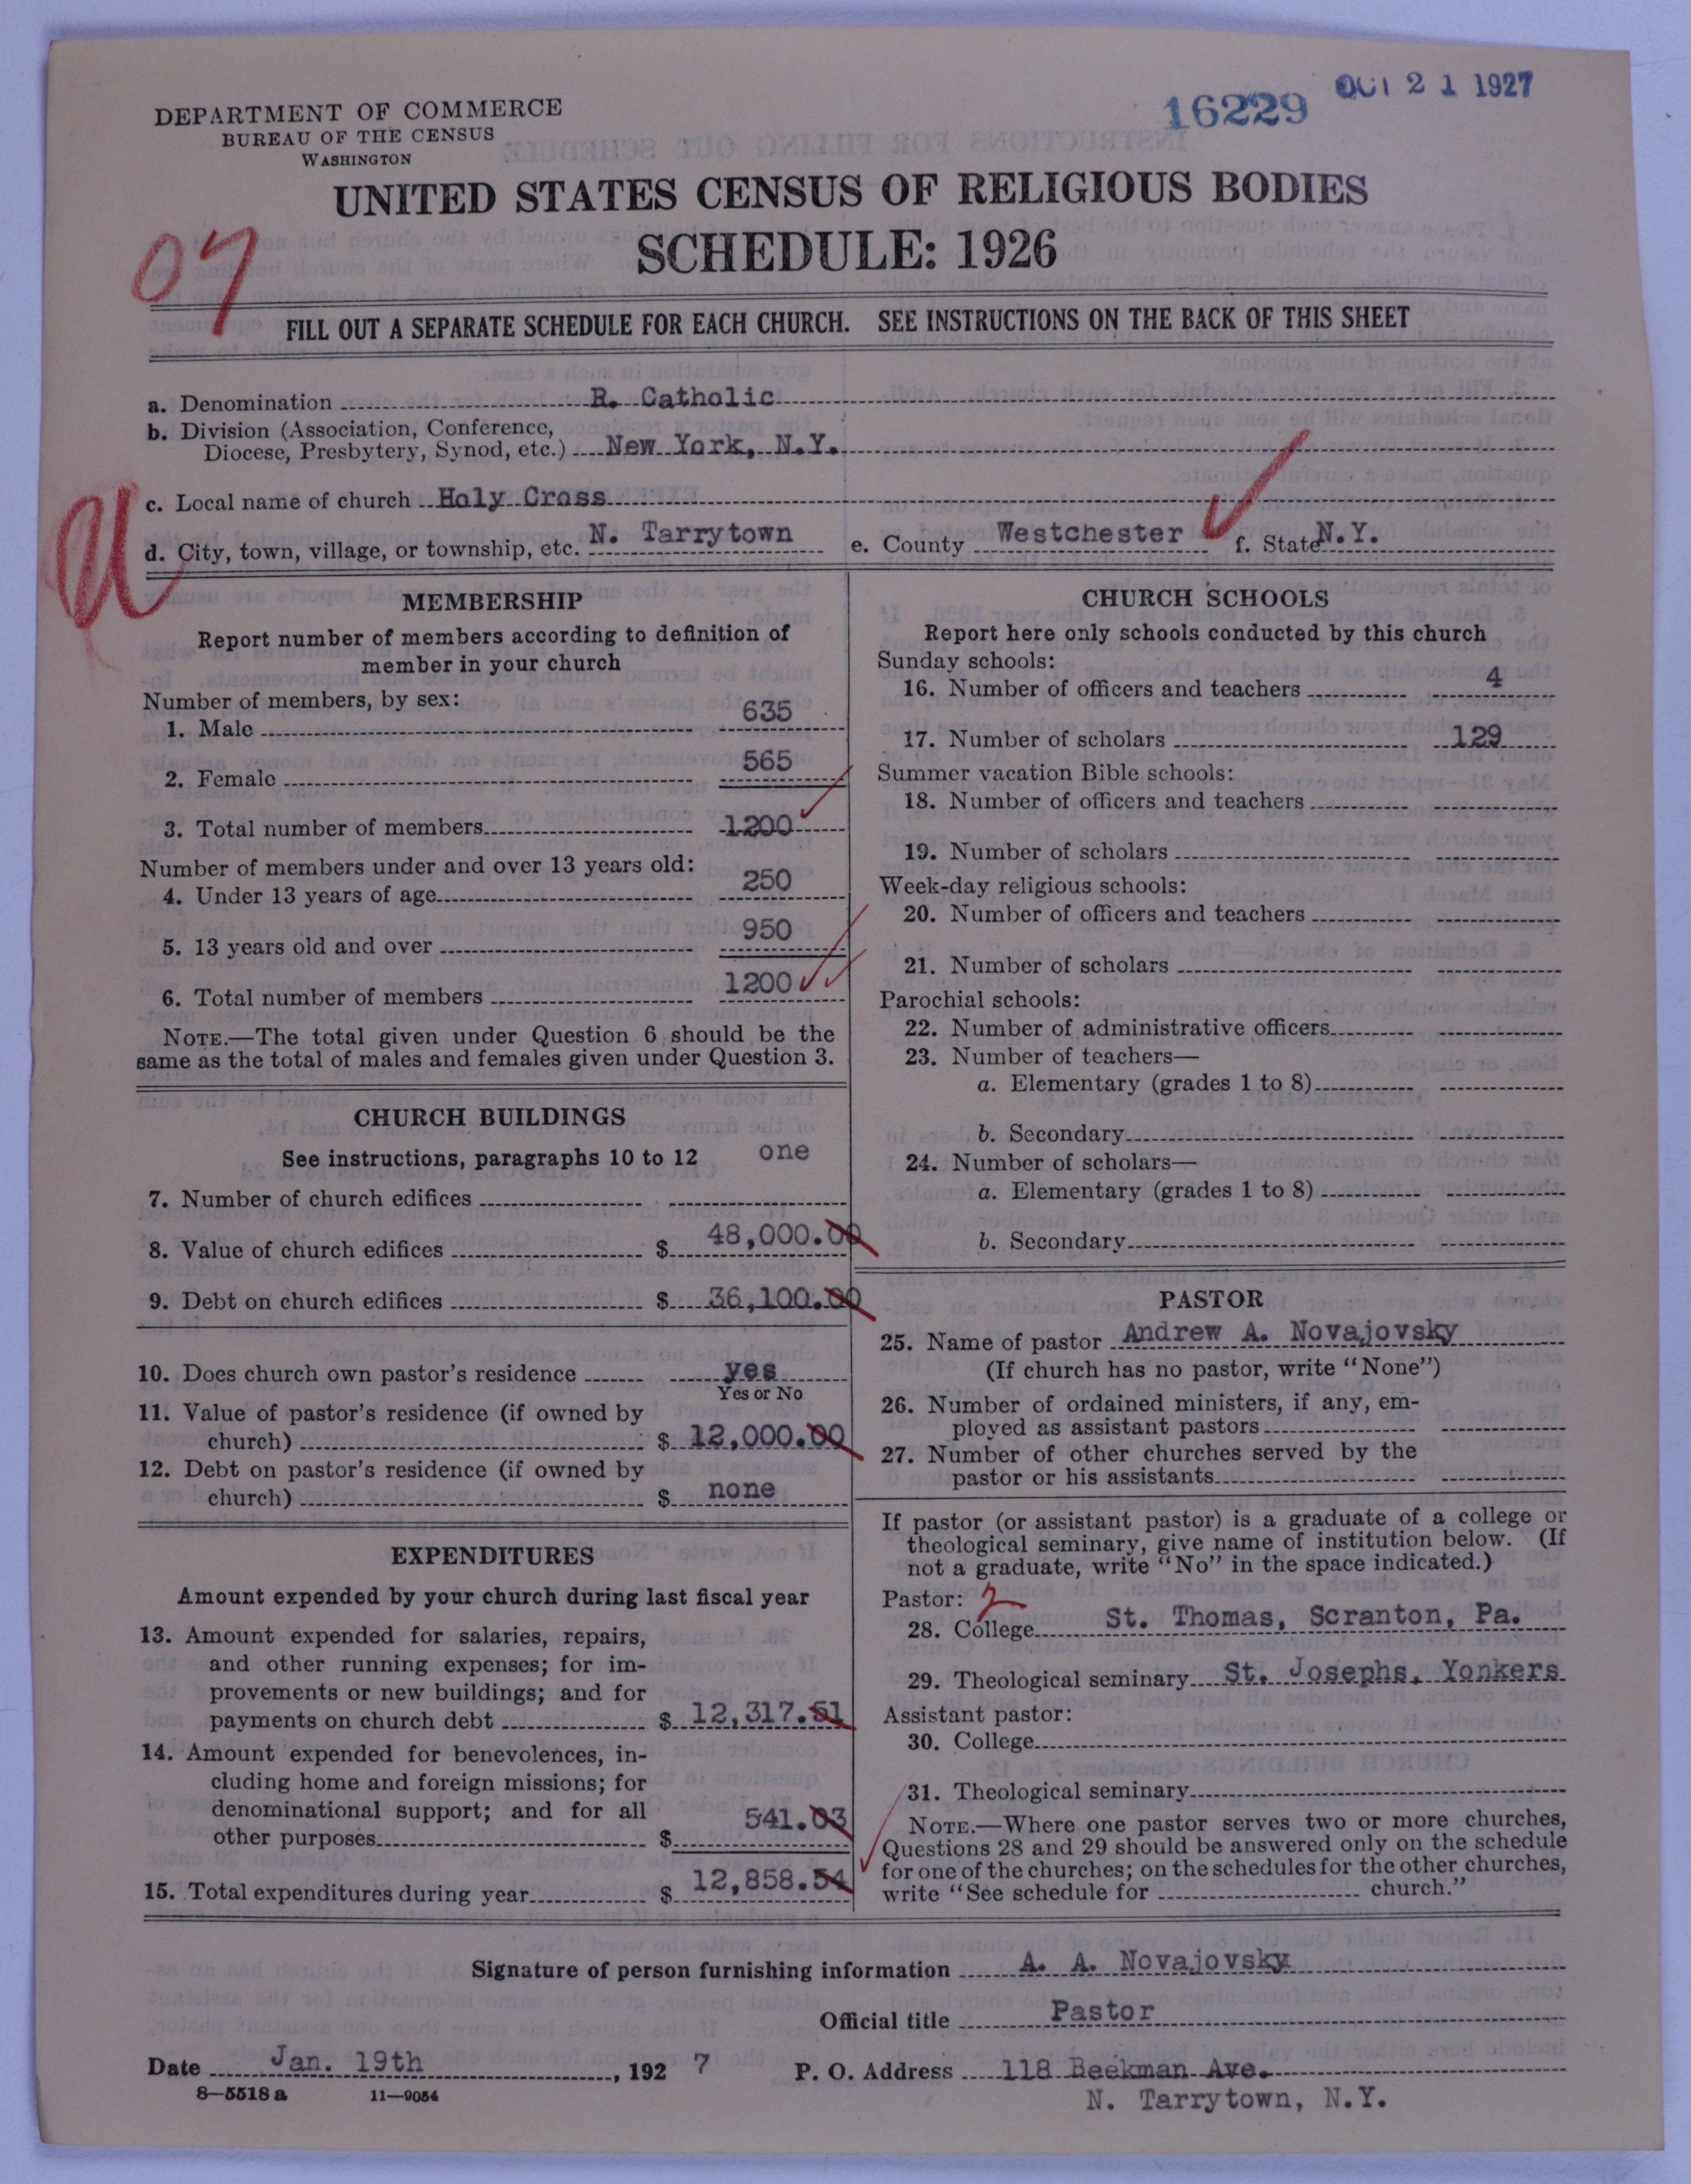 16229 OCT 21 1927
DEPARTMENT OF COMMERCE
BUREAU OF THE CENSUS
WASHINGTON
UNITED STATES CENSUS OF RELIGIOUS BODIES
SCHEDULE: 1926
07
FILL OUT A SEPARATE SCHEDULE FOR EACH CHURCH. SEE INSTRUCTIONS ON THE BACK OF THIS SHEET
a. Denomination R. Catholic
b. Division (Association, Conference,
Diocese, Presbytery, Synod, etc.) New York, N.Y.
c. Local name of church Holy Cross
a
d. City, town, village, or township, etc. N. Tarrytown e. County Westchester f. State N.Y.
MEMBERSHIP
Report number of members according to definition of
member in your church
Number of members, by sex:
1. Male 635
2. Female 565
3. Total number of members 1200
Number of members under and over 13 years old:
4. Under 13 years of age 250
5. 13 years old and over 950
6. Total number of members 1200
NOTE.—The total given under Question 6 should be the
same as the total of males and females given under Question 3.
CHURCH BUILDINGS
See instructions, paragraphs 10 to 12 one
7. Number of church edifices
8. Value of church edifices $ 48,000.00
9. Debt on church edifices $ 36,100.00
10. Does church own pastor's residence yes
Yes or No
11. Value of pastor's residence (if owned by
church) $ 12,000.00
12. Debt on pastor's residence (if owned by
church) $ none
EXPENDITURES
Amount expended by your church during last fiscal year
13. Amount expended for salaries, repairs,
and other running expenses; for im-
provements or new buildings; and for
payments on church debt $ 12,317.51
14. Amount expended for benevolences, in-
cluding home and foreign missions; for
denominational support; and for all
other purposes $ 541.03
15. Total expenditures during year $ 12,858.54
CHURCH SCHOOLS
Report here only schools conducted by this church
Sunday schools:
16. Number of officers and teachers 4
17. Number of scholars 129
Summer vacation Bible schools:
18. Number of officers and teachers
19. Number of scholars
Week-day religious schools:
20. Number of officers and teachers
21. Number of scholars
Parochial schools:
22. Number of administrative officers
23. Number of teachers—
a. Elementary (grades 1 to 8)
b. Secondary
24. Number of scholars—
a. Elementary (grades 1 to 8)
b. Secondary
PASTOR
25. Name of pastor Andrew A. Novajovsky
(If church has no pastor, write "None")
26. Number of ordained ministers, if any, em-
ployed as assistant pastors
27. Number of other churches served by the
pastor or his assistants
If pastor (or assistant pastor) is a graduate of a college or
theological seminary, give name of institution below. (If
not a graduate, write "No" in the space indicated.)
Pastor: 2
28. College St. Thomas, Scranton, Pa.
29. Theological seminary St. Josephs, Yonkers
Assistant pastor:
30. College
31. Theological seminary
NOTE.—Where one pastor serves two or more churches,
Questions 28 and 29 should be answered only on the schedule
for one of the churches; on the schedules for the other churches,
write "See schedule for church."
Signature of person furnishing information A. A. Novajovsky
Official title Pastor
Date Jan. 19th, 192 7 P. O. Address 118 Beekman Ave.
8—5518 a 11—9054 N. Tarrytown, N.Y.